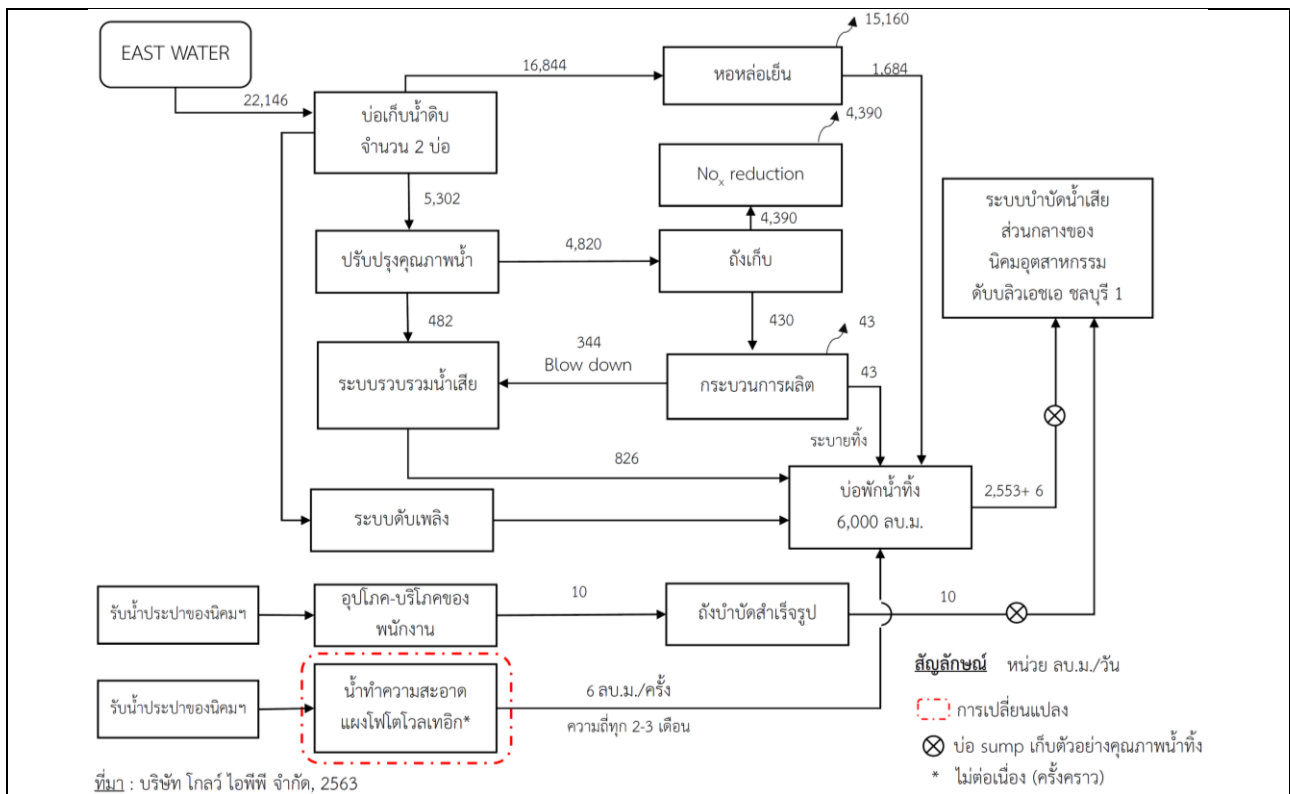 EAST WATER
22,146
บ่อเก็บน้ำดิบ
จำนวน 2 บ่อ
16,844
หอหล่อเย็น
15,160
1,684
5,302
No
x
 reduction
4,390
4,390
ปรับปรุงคุณภาพน้ำ
4,820
ถังเก็บ
ระบบบำบัดน้ำเสีย
ส่วนกลางของ
นิคมอุตสาหกรรม
ดับบลิวเอชเอ ชลบุรี 1
482
430
ระบบรวบรวมน้ำเสีย
344
Blow down
กระบวนการผลิต
43
43
ระบายทิ้ง
826
บ่อพักน้ำทิ้ง
6,000 ลบ.ม.
2,553+ 6
ระบบดับเพลิง
รับน้ำประปาของนิคมฯ
อุปโภค-บริโภคของ
พนักงาน
10
ถังบำบัดสำเร็จรูป
10
รับน้ำประปาของนิคมฯ
น้ำทำความสะอาด
แผงโฟโตโวลเทอิก*
6 ลบ.ม./ครั้ง
ความถี่ทุก 2-3 เดือน
สัญลักษณ์ หน่วย ลบ.ม./วัน
การเปลี่ยนแปลง
บ่อ sump เก็บตัวอย่างคุณภาพน้ำทิ้ง
* ไม่ต่อเนื่อง (ครั้งคราว)
ที่มา : บริษัท โกลว์ ไอพีพี จำกัด, 2563